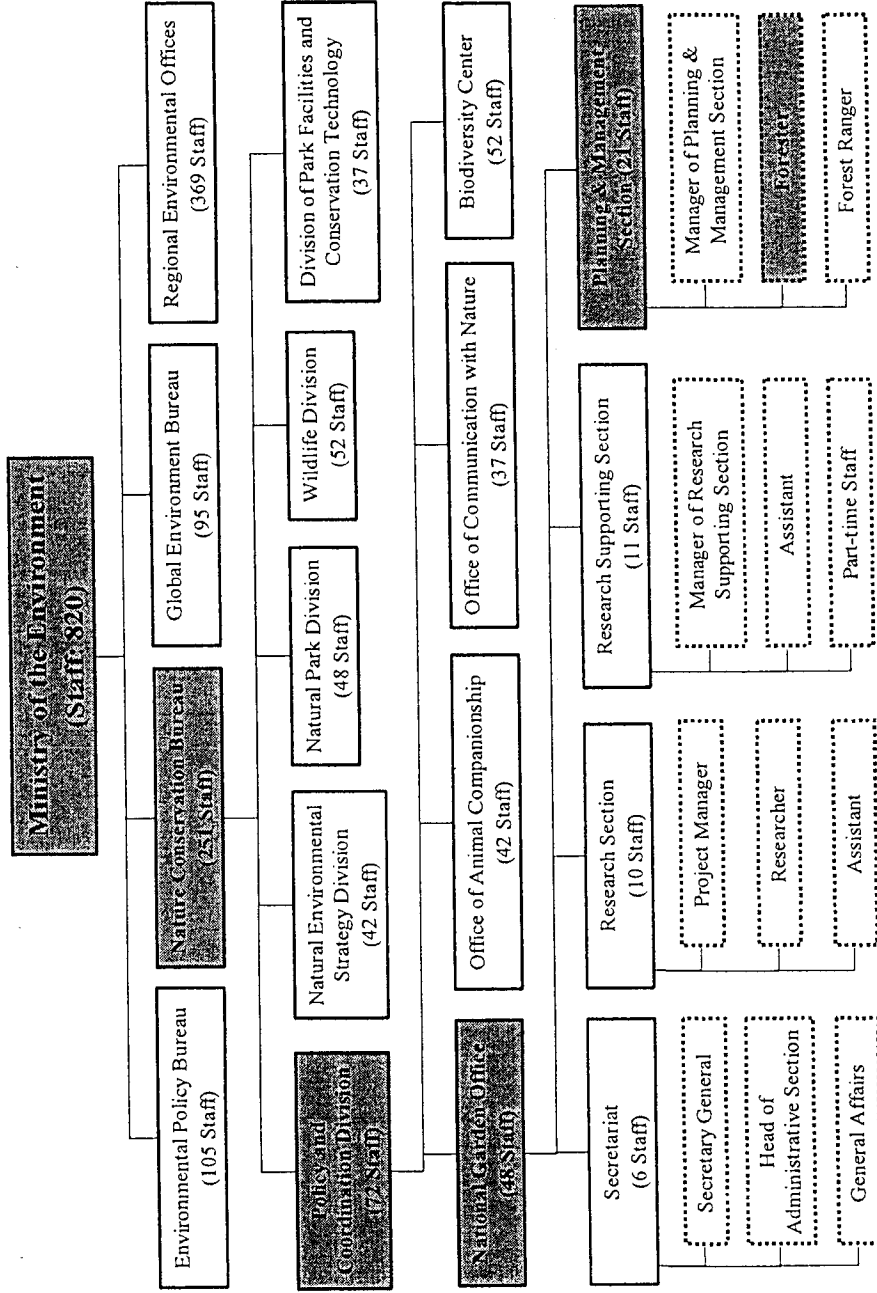 Ministry of the Environment
(Staff: 820)
Environmental Policy Bureau
(105 Staff)
Nature Conservation Bureau
(251 Staff)
Global Environment Bureau
(95 Staff)
Regional Environment Offices
(369 Staff)
Policy and
Coordination Division
(72 Staff)
Natural Environmental
Strategy Division
(42 Staff)
Natural Park Division
(48 Staff)
Wildlife Division
(52 Staff)
Division of Park Facilities and
Conservation Technology
(37 Staff)
National Garden Office
(48 Staff)
Office of Animal Companionship
(42 Staff)
Office of Communication with Nature
(37 Staff)
Biodiversity Center
(52 Staff)
Secretariat
(6 Staff)
Secretary General
Head of
Administrative Section
General Affairs
Research Section
(10 Staff)
Project Manager
Researcher
Assistant
Research Supporting Section
(11 Staff)
Manager of Research
Supporting Section
Assistant
Part-time Staff
Planning & Management
Section (21 Staff)
Manager of Planning &
Management Section
Forester
Forest Ranger